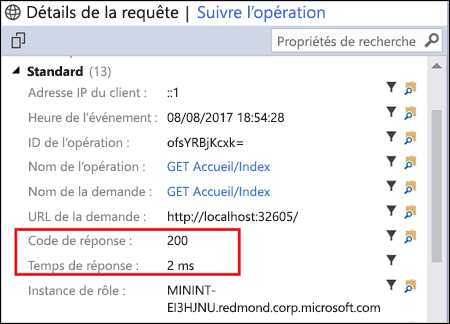 Détails de la requête | Suivre l'opération
Propriétés de recherche
Standard (13)
Adresse IP du client : ::1
Heure de l'événement : 08/08/2017 18:54:28
ID de l'opération : ofsYRBjKcxk=
Nom de l'opération : GET Accueil/Index
Nom de la demande : GET Accueil/Index
URL de la demande : http://localhost:32605/
Code de réponse : 200
Temps de réponse : 2 ms
Instance de rôle : MININT-
EI3HJNU.redmond.corp.microsoft.com